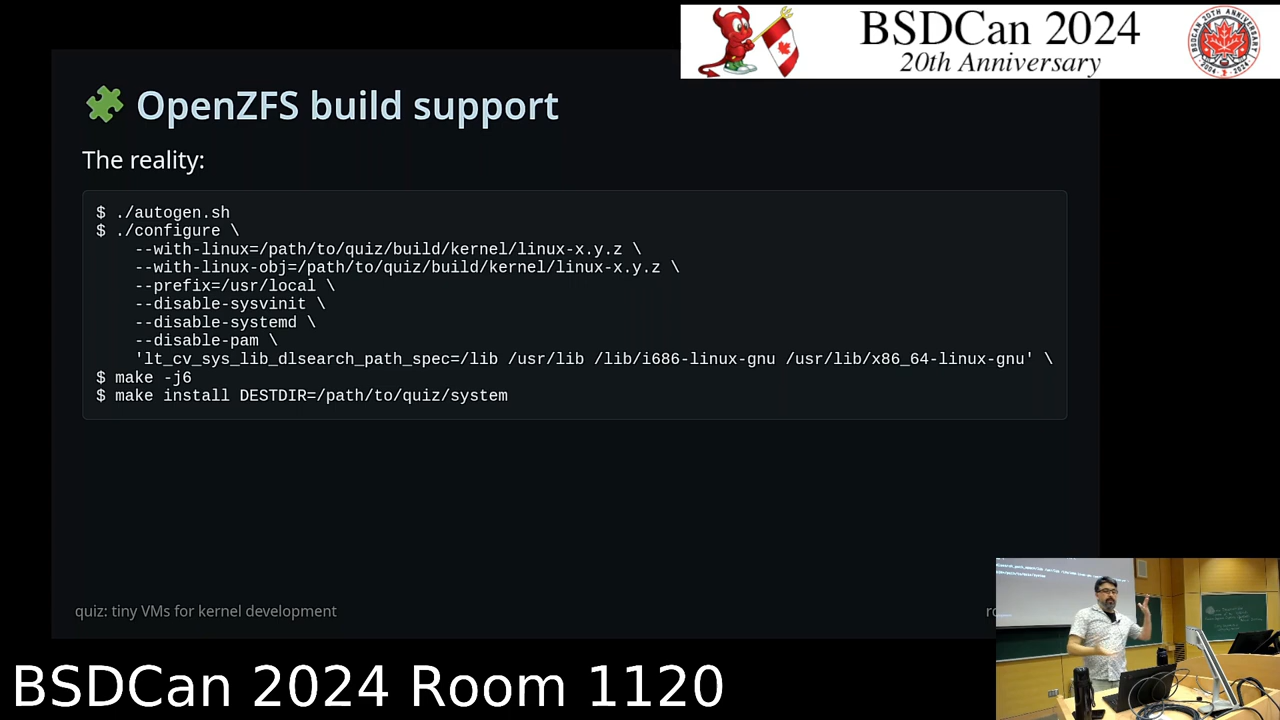 BSDCan 2024
20th Anniversary
OpenZFS build support
The reality:
$ ./autogen.sh
$ ./configure \
--with-linux=/path/to/quiz/build/kernel/linux-x.y.z \
--with-linux-obj=/path/to/quiz/build/kernel/linux-x.y.z \
--prefix=/usr/local \
--disable-sysvinit \
--disable-systemd \
--disable-pam \
'lt_cv_sys_lib_dlsearch_path_spec=/lib /usr/lib /lib/i686-linux-gnu /usr/lib/x86_64-linux-gnu' \
$ make -j6
$ make install DESTDIR=/path/to/quiz/system
quiz: tiny VMs for kernel development
BSDCan 2024 Room 1120